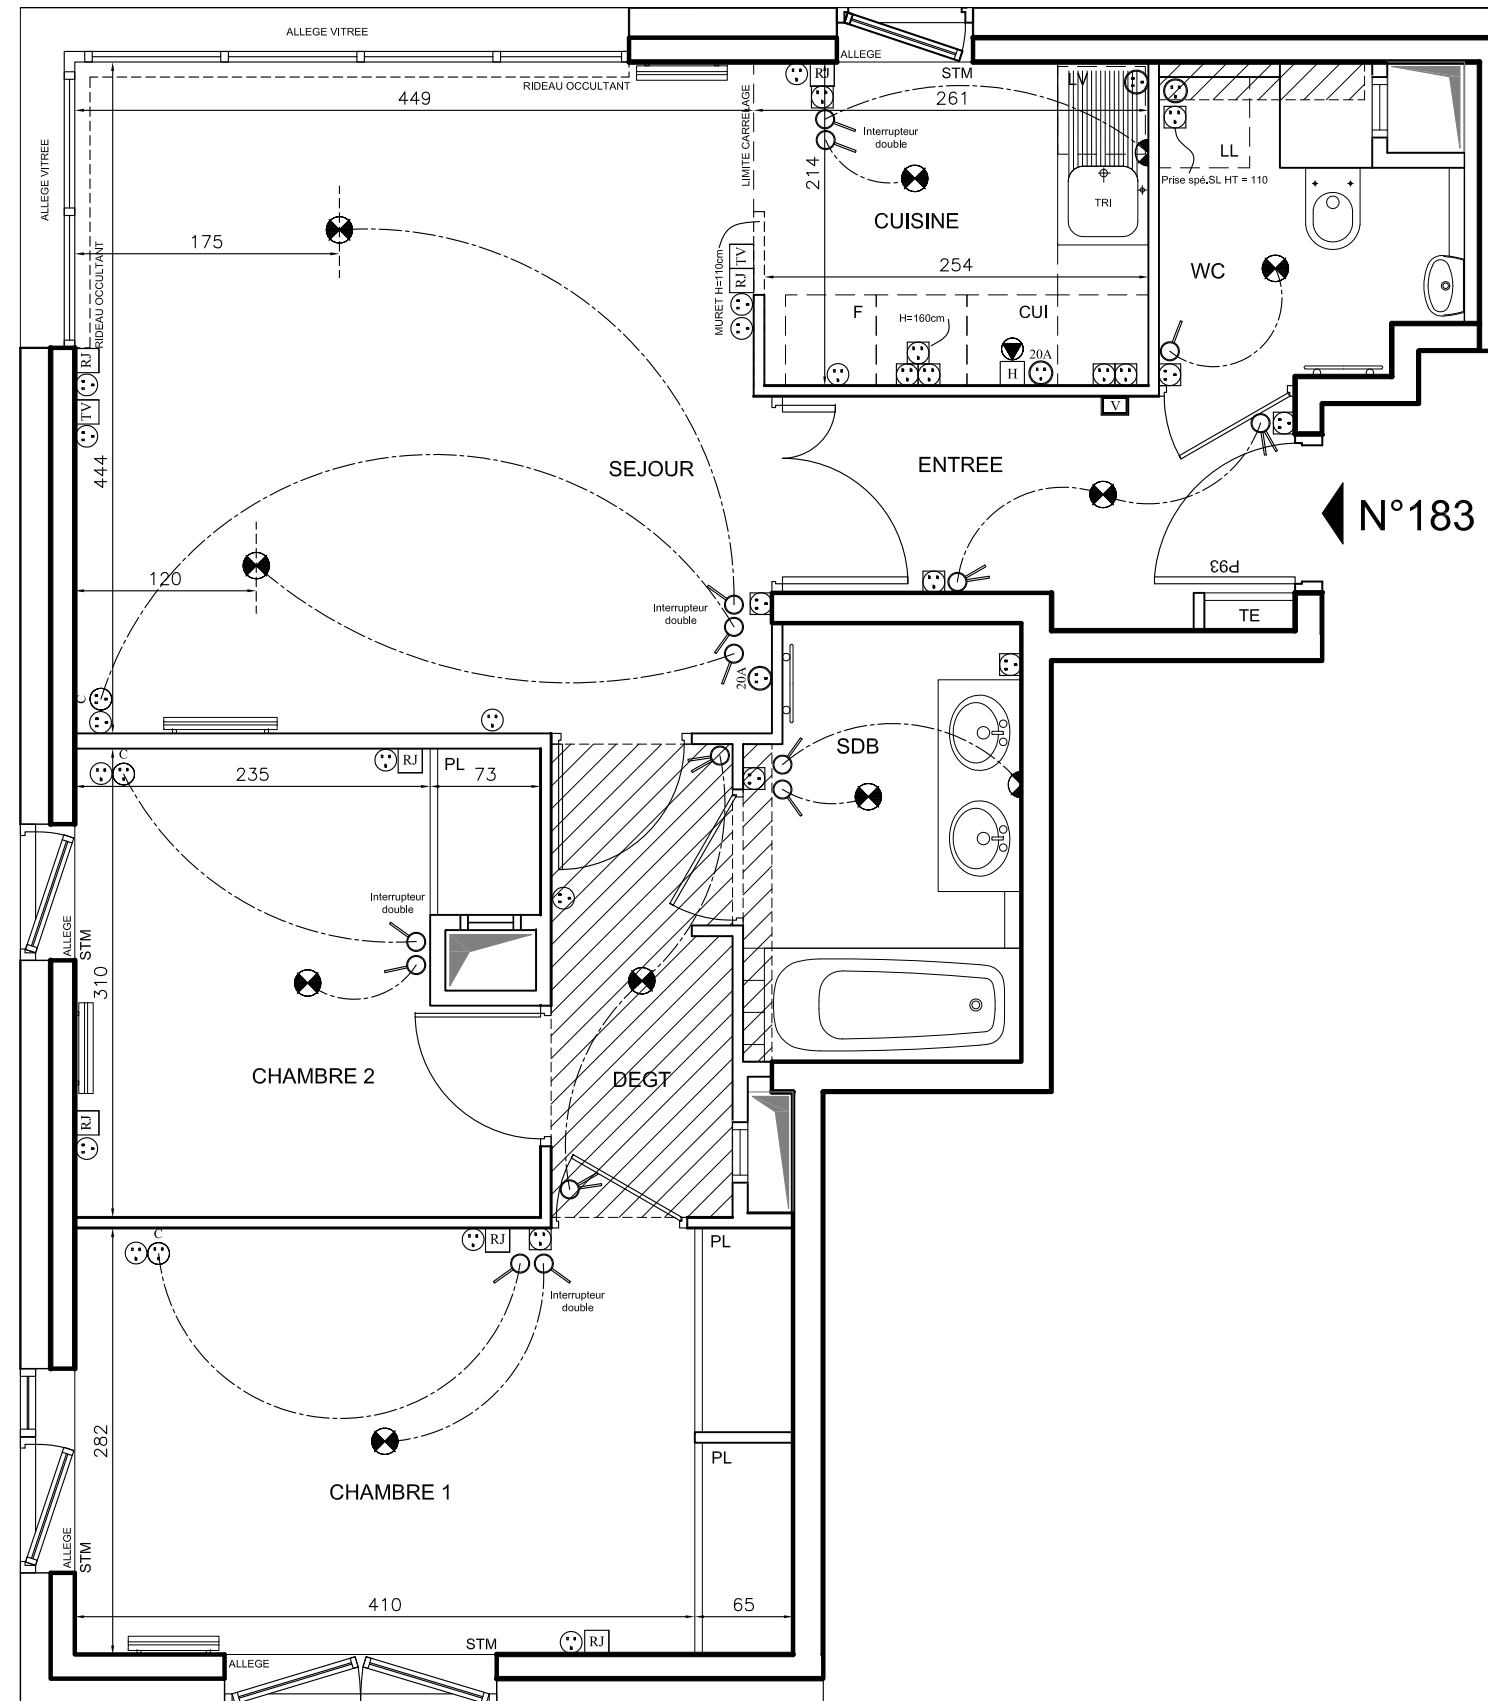 ALLEGE VITREE
ALLEGE
RIDEAU OCCULTANT
RJ
STM
LV
449
261
LIMITE CARRELAGE
Interrupteur
double
ALLEGE VITREE
214
LL
Prise spé.SL HT = 110
TRI
CUISINE
175
RIDEAU OCCULTANT
MURET H=110cm
TV
RJ
254
WC
F
H=160cm
CUI
20A
H
RJ
TV
V
444
SEJOUR
ENTREE
N°183
P93
120
Interrupteur
double
TE
20A
C
SDB
C
RJ
PL
235
73
Interrupteur
double
ALLEGE
STM
310
CHAMBRE 2
DEGT
RJ
C
RJ
PL
Interrupteur
double
282
PL
CHAMBRE 1
ALLEGE
STM
410
65
RJ
STM
ALLEGE